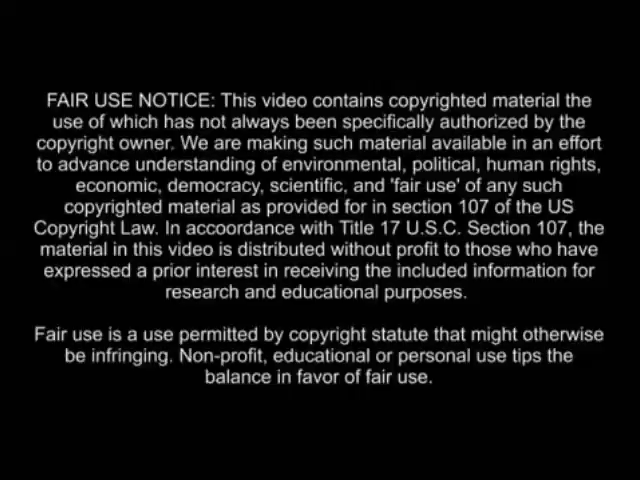 FAIR USE NOTICE: This video contains copyrighted material the
use of which has not always been specifically authorized by the
copyright owner. We are making such material available in an effort
to advance understanding of environmental, political, human rights,
economic, democracy, scientific, and 'fair use' of any such
copyrighted material as provided for in section 107 of the US
Copyright Law. In accoordance with Title 17 U.S.C. Section 107, the
material in this video is distributed without profit to those who have
expressed a prior interest in receiving the included information for
research and educational purposes.
Fair use is a use permitted by copyright statute that might otherwise
be infringing. Non-profit, educational or personal use tips the
balance in favor of fair use.